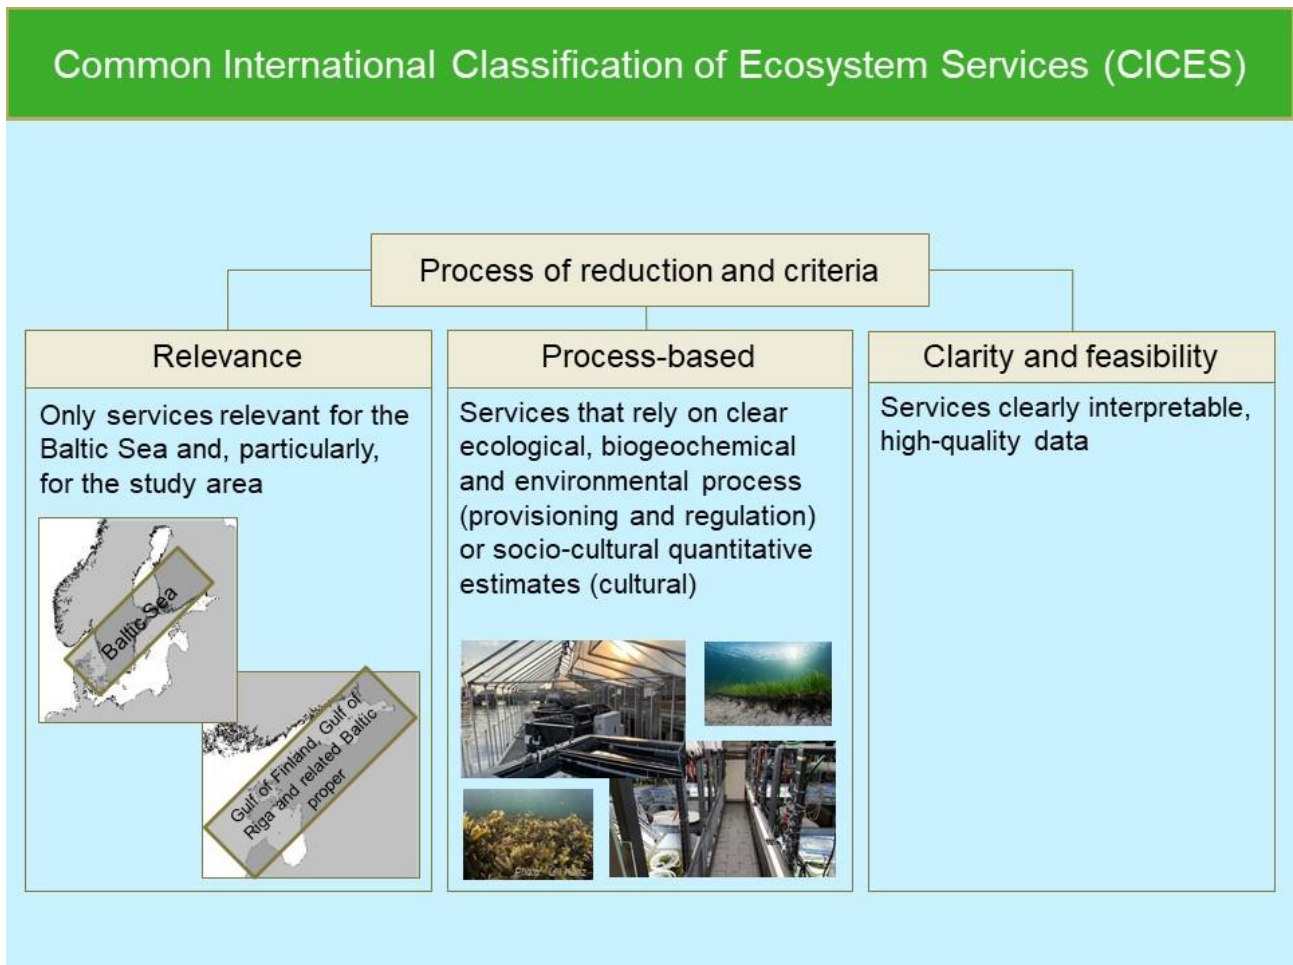 Common International Classification of Ecosystem Services (CICES)
Process of reduction and criteria
Relevance
Only services relevant for the
Baltic Sea and, particularly,
for the study area
Baltic Sea
Gulf of Finland, Gulf of
Riga and related Baltic
proper
Process-based
Services that rely on clear
ecological, biogeochemical
and environmental process
(provisioning and regulation)
or socio-cultural quantitative
estimates (cultural)
Photo:
Clarity and feasibility
Services clearly interpretable,
high-quality data